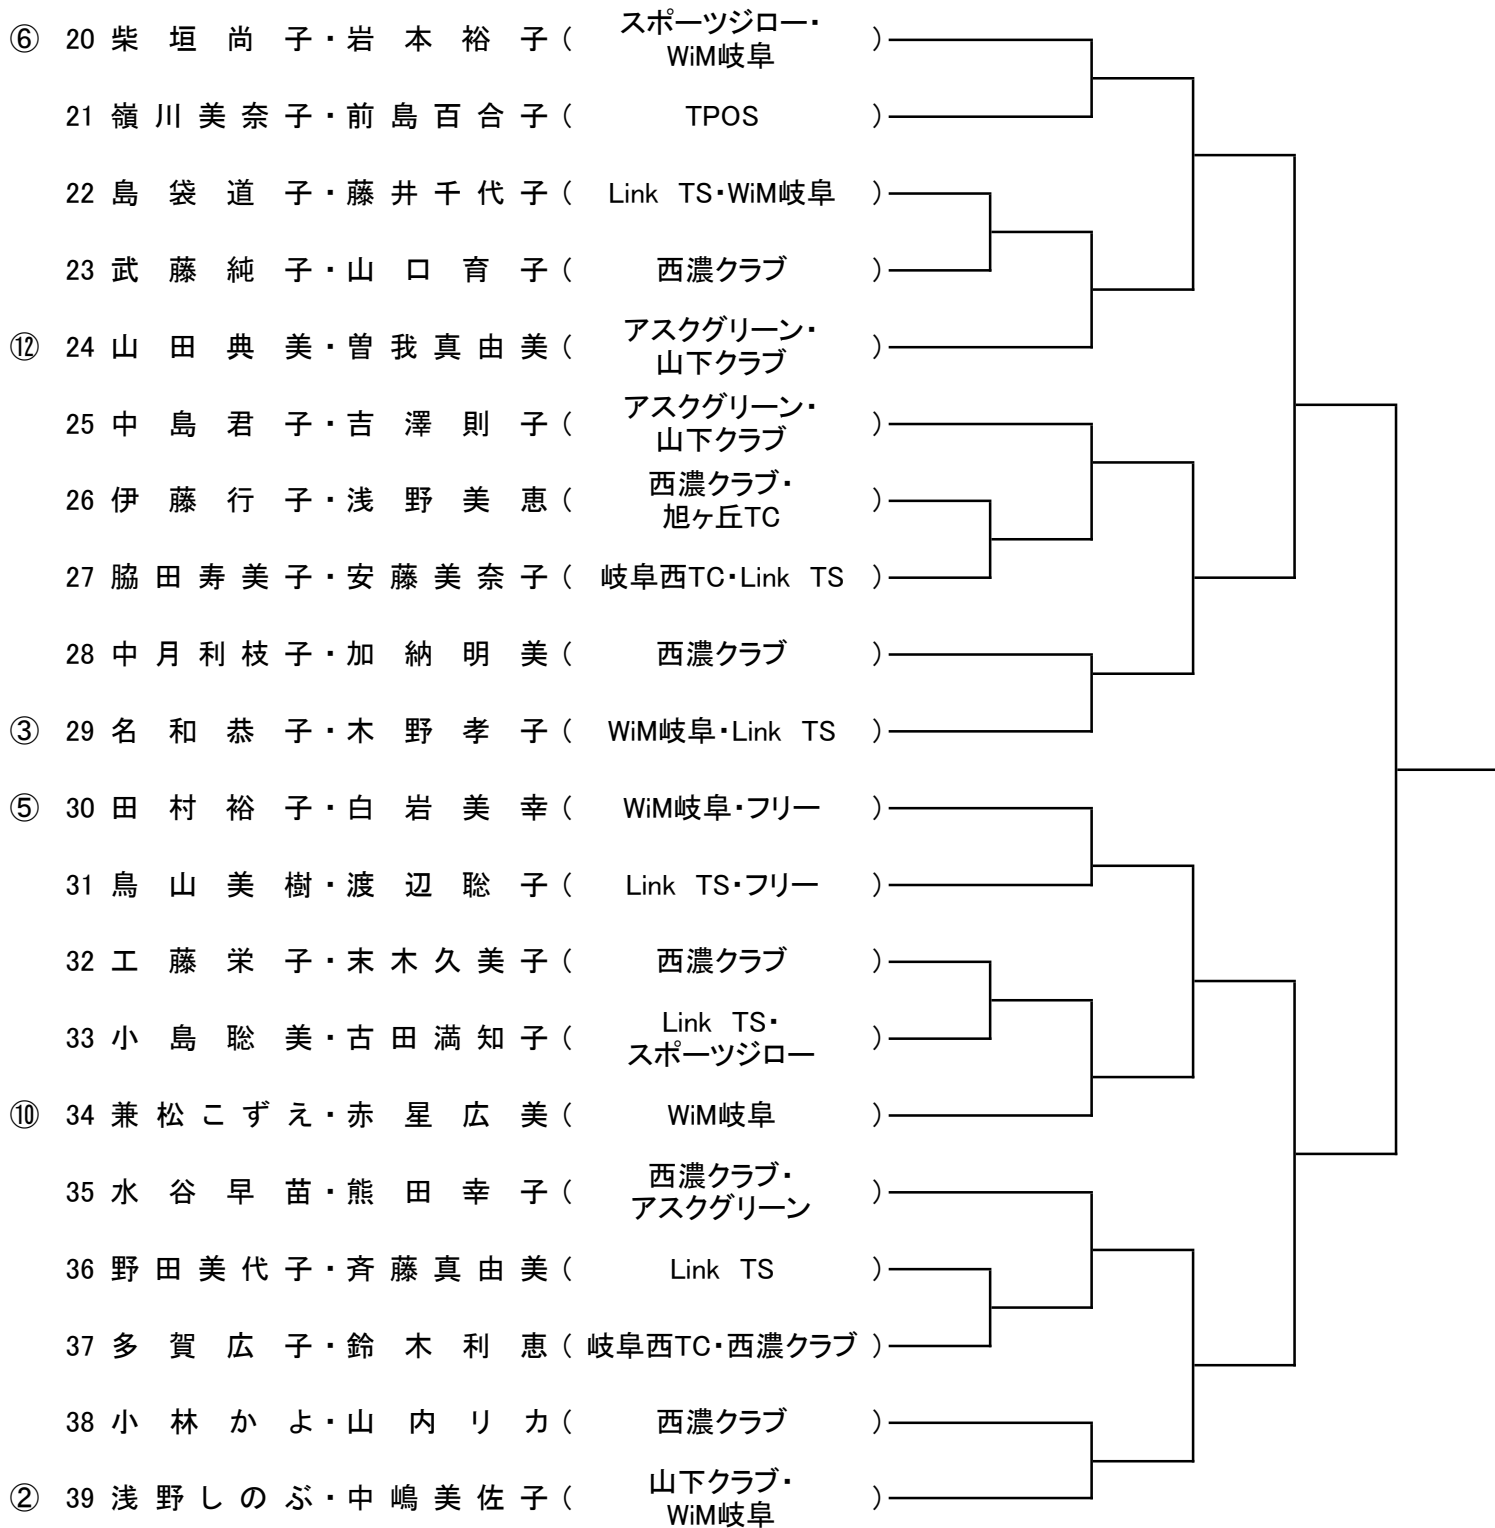 ⑥ 20 柴垣尚子・岩本裕子 ( スポーツジロー・WiM岐阜 )
21 嶺川美奈子・前島百合子 ( TPOS )
22 島袋道子・藤井千代子 ( Link TS・WiM岐阜 )
23 武藤純子・山口育子 ( 西濃クラブ )
⑫ 24 山田典美・曽我真由美 ( アスクグリーン・山下クラブ )
25 中島君子・吉澤則子 ( アスクグリーン・山下クラブ )
26 伊藤行子・浅野美恵 ( 西濃クラブ・旭ヶ丘TC )
27 脇田寿美子・安藤美奈子 ( 岐阜西TC・Link TS )
28 中月利枝子・加納明美 ( 西濃クラブ )
③ 29 名和恭子・木野孝子 ( WiM岐阜・Link TS )
⑤ 30 田村裕子・白岩美幸 ( WiM岐阜・フリー )
31 鳥山美樹・渡辺聡子 ( Link TS・フリー )
32 工藤栄子・末木久美子 ( 西濃クラブ )
33 小島聡美・古田満知子 ( Link TS・スポーツジロー )
⑩ 34 兼松こずえ・赤星広美 ( WiM岐阜 )
35 水谷早苗・熊田幸子 ( 西濃クラブ・アスクグリーン )
36 野田美代子・斉藤真由美 ( Link TS )
37 多賀広子・鈴木利恵 ( 岐阜西TC・西濃クラブ )
38 小林かよ・山内リカ ( 西濃クラブ )
② 39 浅野しのぶ・中嶋美佐子 ( 山下クラブ・WiM岐阜 )